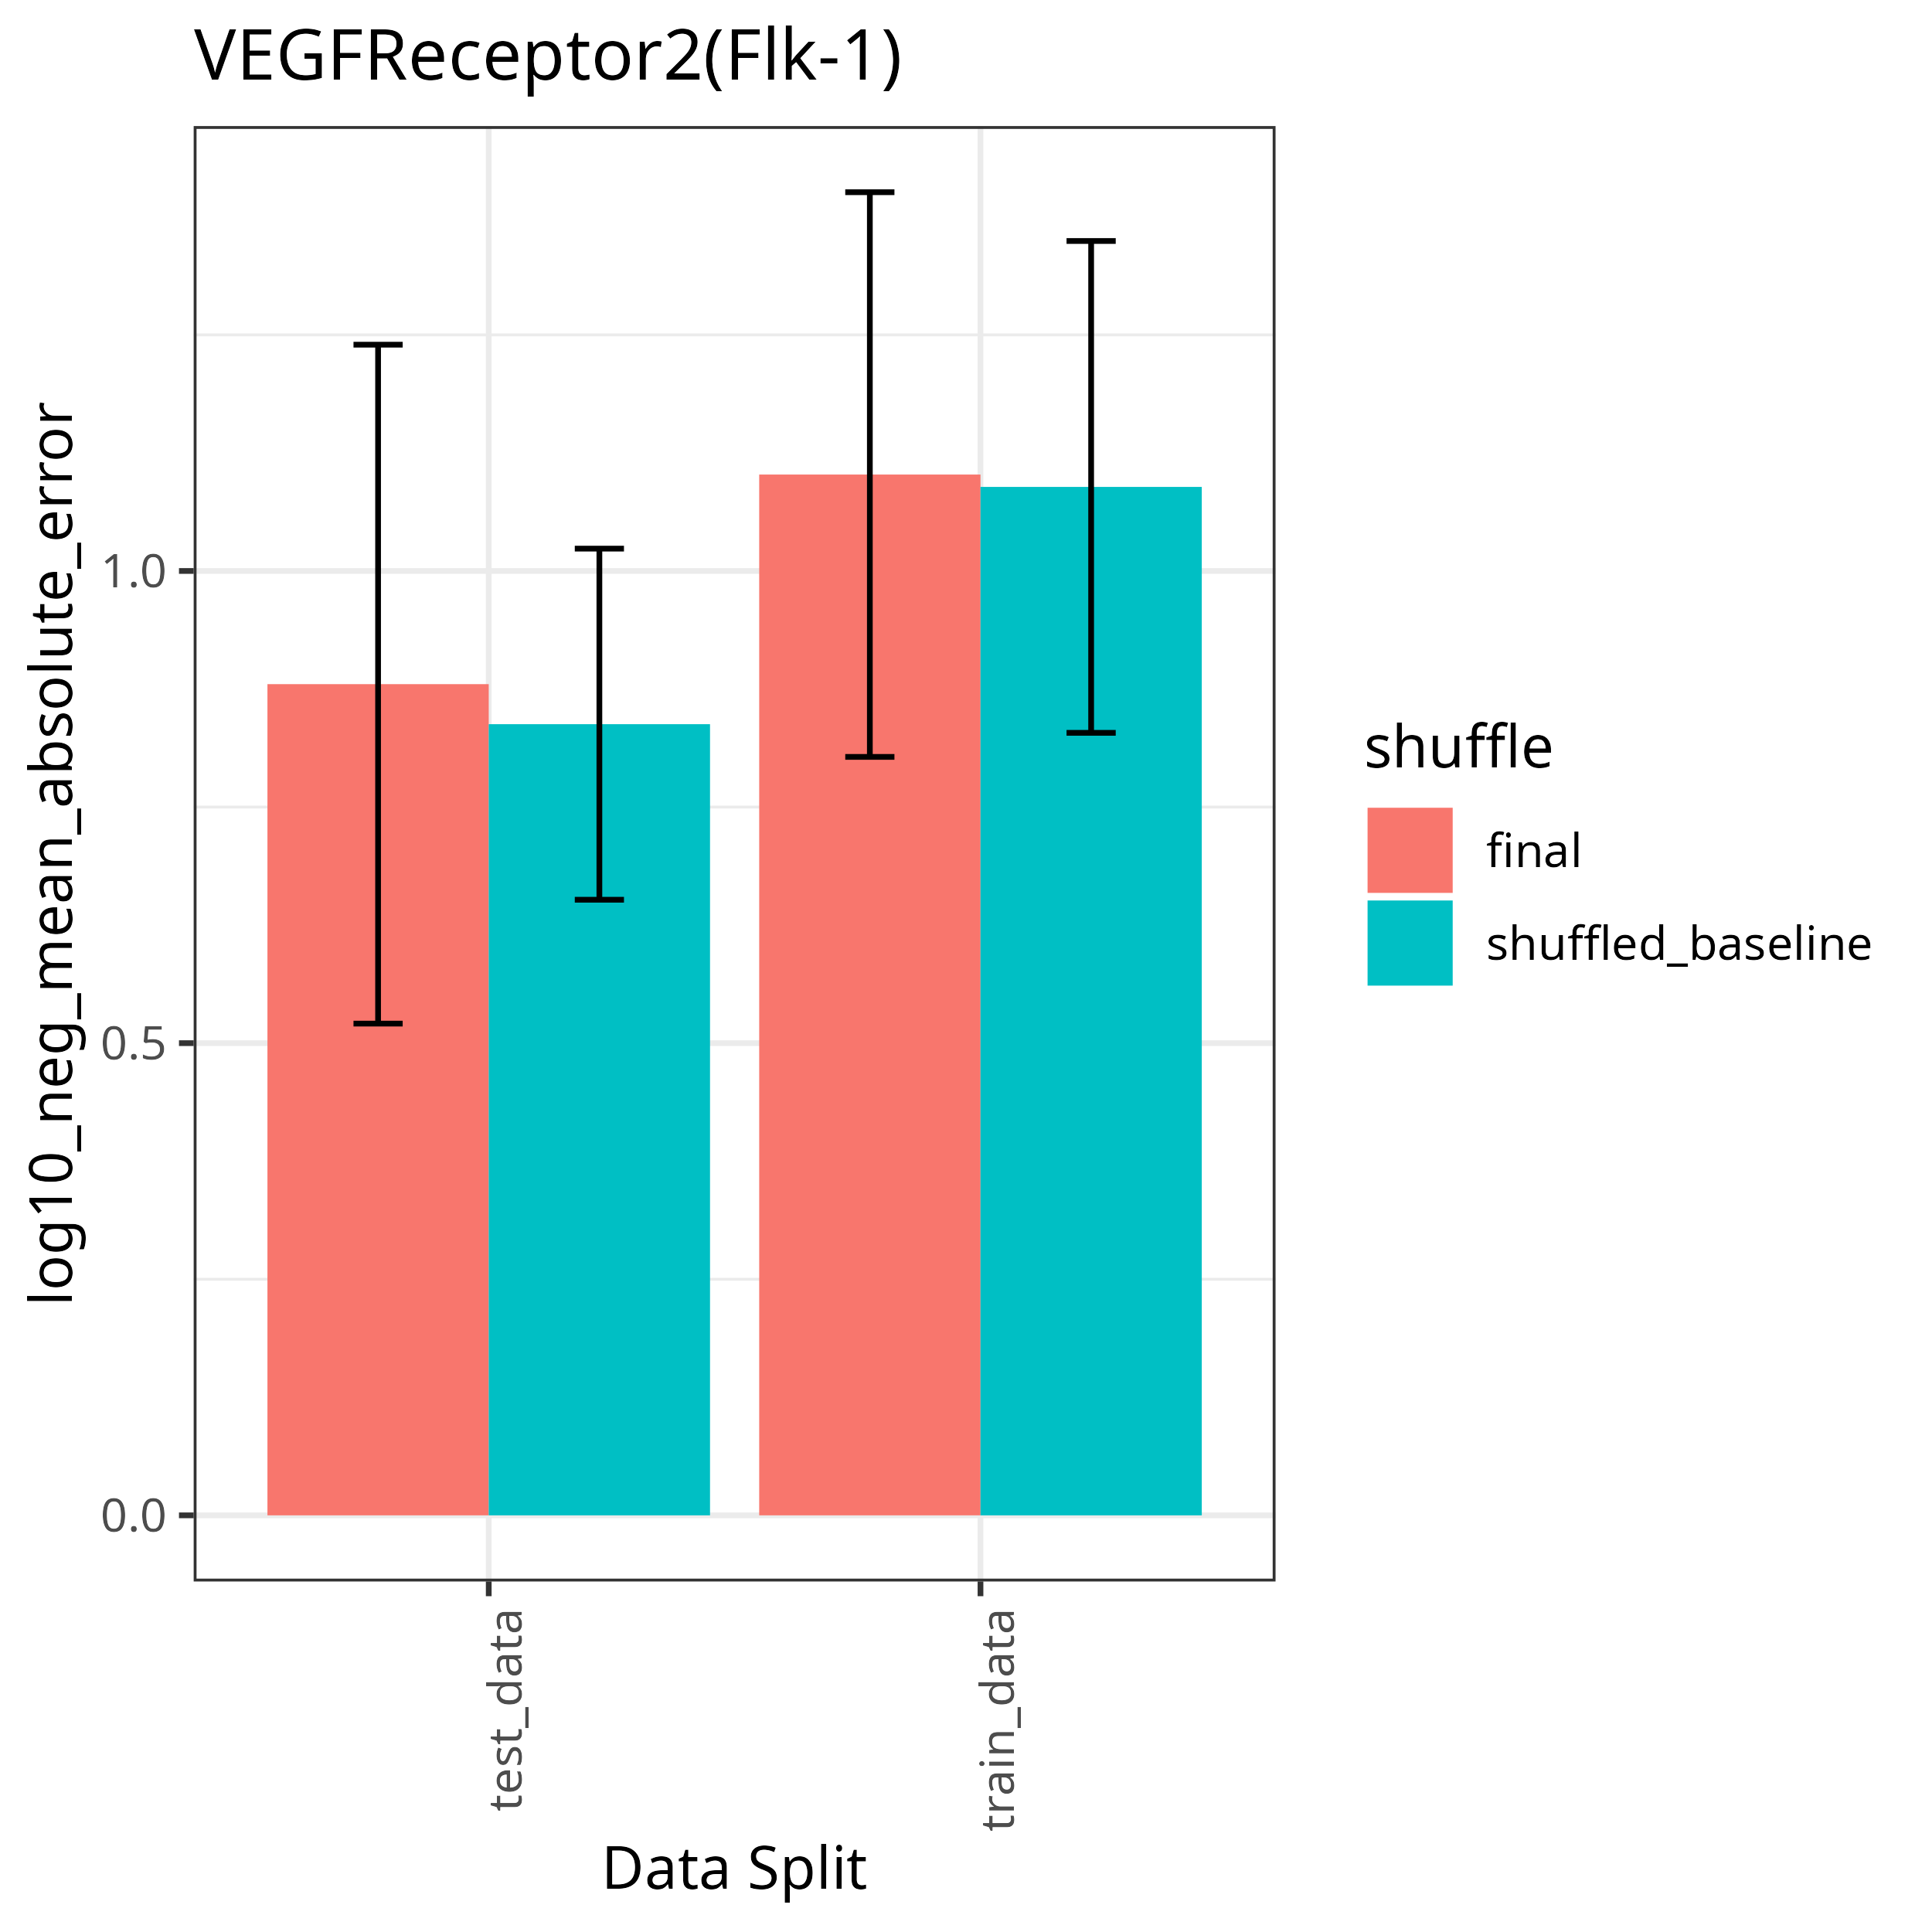 VEGFReceptor2(Flk-1)
log10_neg_mean_absolute_error
1.0
0.5
0.0
test_data
train_data
Data Split
shuffle
final
shuffled_baseline